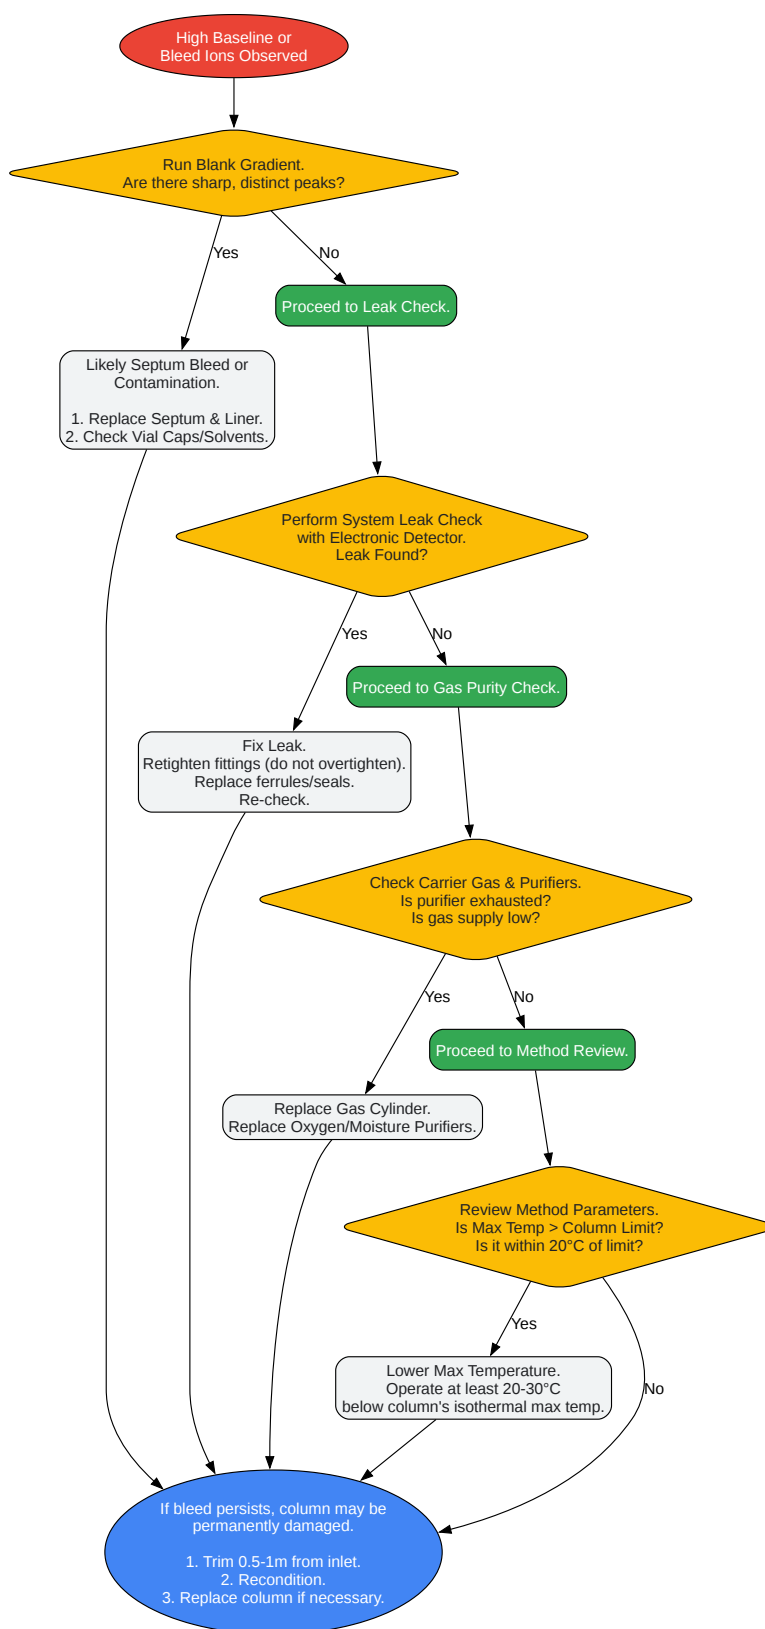 High Baseline or
Bleed Ions Observed
Run Blank Gradient.
Are there sharp, distinct peaks?
Yes
No
Proceed to Leak Check.
Likely Septum Bleed or
Contamination.
1. Replace Septum & Liner.
2. Check Vial Caps/Solvents.
Perform System Leak Check
with Electronic Detector.
Leak Found?
Yes
No
Proceed to Gas Purity Check.
Fix Leak.
Retighten fittings (do not overtighten).
Replace ferrules/seals.
Re-check.
Check Carrier Gas & Purifiers.
Is purifier exhausted?
Is gas supply low?
Yes
No
Proceed to Method Review.
Replace Gas Cylinder.
Replace Oxygen/Moisture Purifiers.
Review Method Parameters.
Is Max Temp > Column Limit?
Is it within 20°C of limit?
Yes
Lower Max Temperature.
Operate at least 20-30°C
below column's isothermal max temp.
No
If bleed persists, column may be
permanently damaged.
1. Trim 0.5-1m from inlet.
2. Recondition.
3. Replace column if necessary.